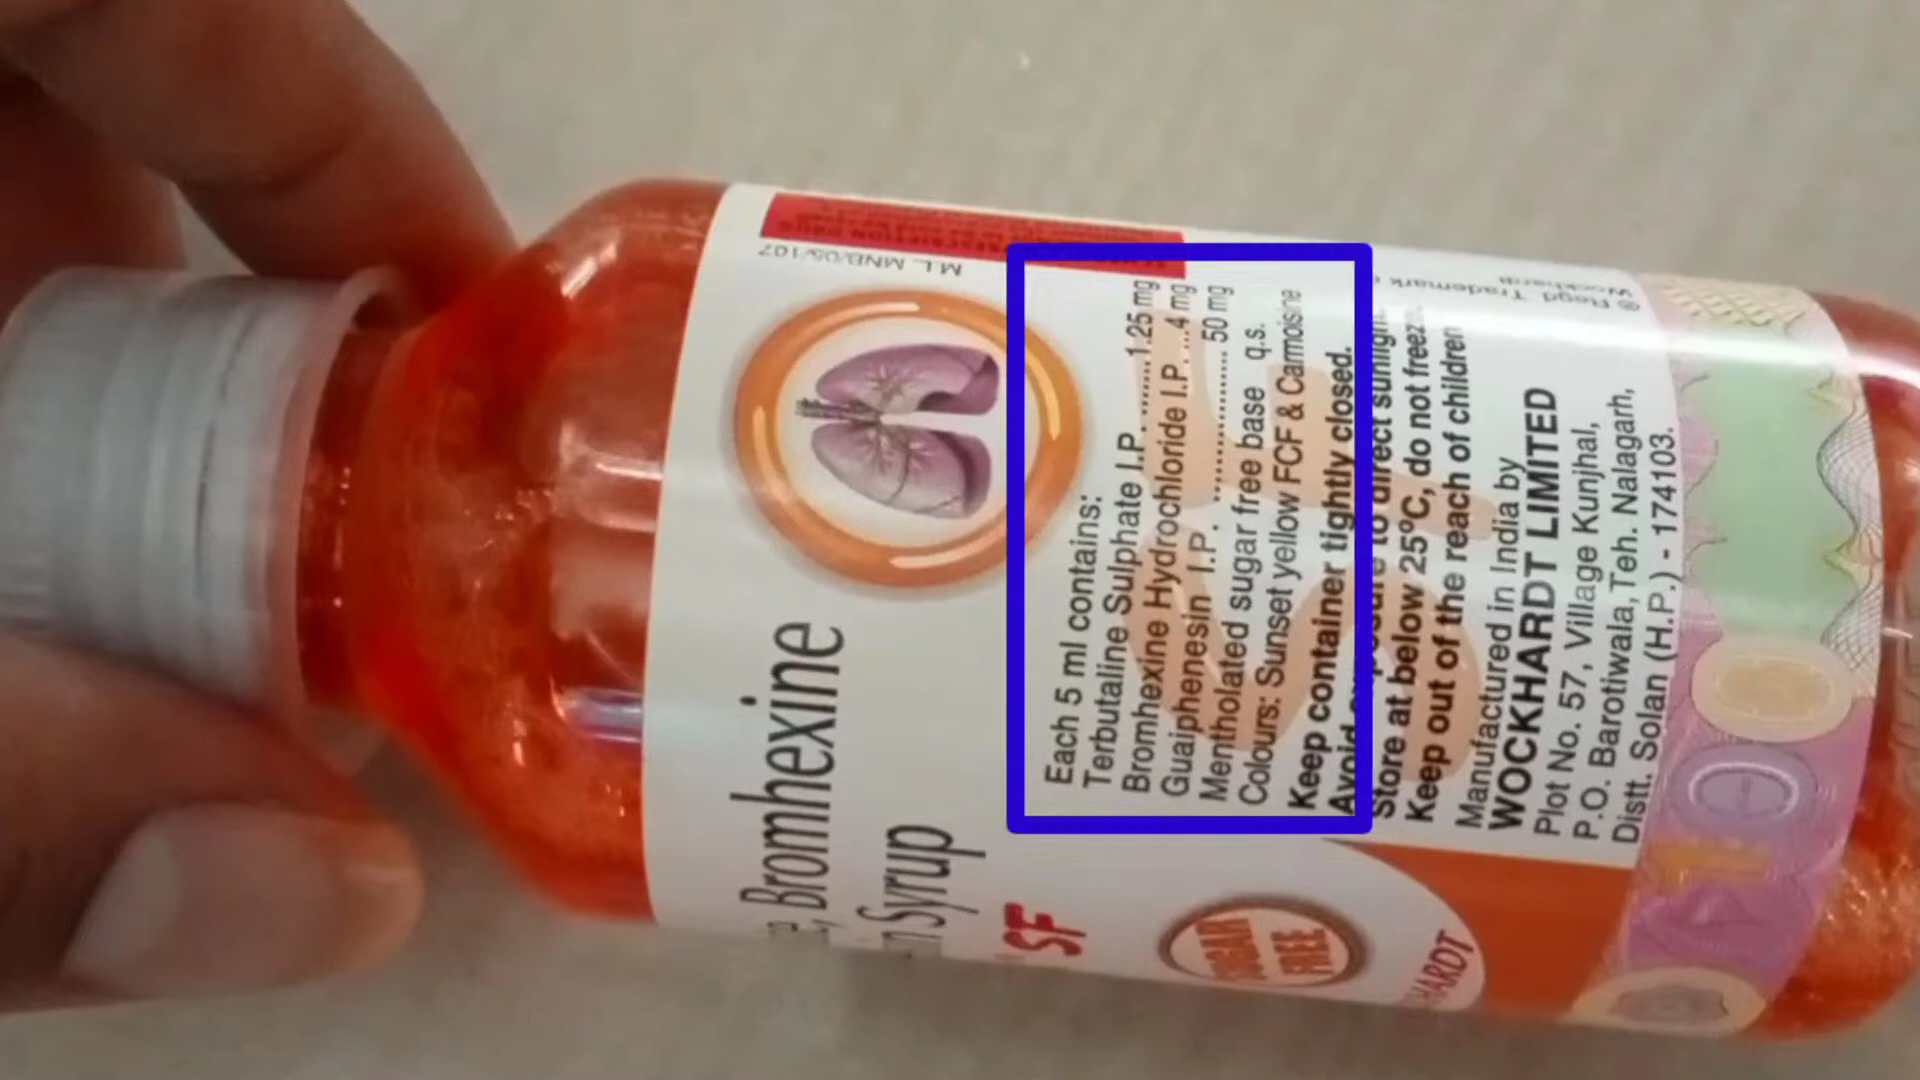 Bromhexine
Syrup
SF
SUGAR
FREE
Each 5 ml contains:
Terbutaline Sulphate I.P. ........1.25 mg
Bromhexine Hydrochloride I.P. ....4 mg
Guaiphenesin I.P. .................. 50 mg
Mentholated sugar free base q.s.
Colours: Sunset yellow FCF & Carmoisine
Keep container tightly closed.
Avoid exposure to direct sunlight.
Store at below 25°C, do not freeze.
Keep out of the reach of children
Manufactured in India by
WOCKHARDT LIMITED
Plot No. 57, Village Kunjhal,
P.O. Barotiwala, Teh. Nalagarh,
Distt. Solan (H.P.) - 174103.
M.L. MNB/05/107
® Regd. Trademark
Wockhardt